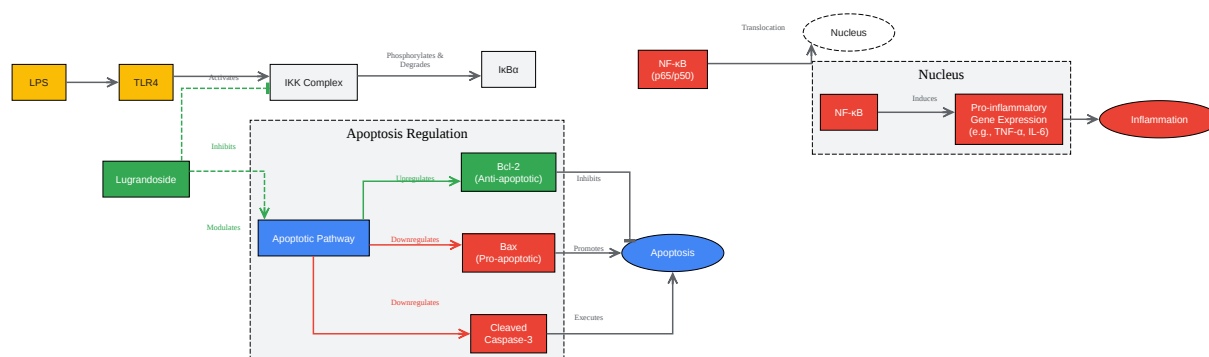 LPS
TLR4
Activates
IKK Complex
Phosphorylates &
Degrades
IκBα
NF-κB
(p65/p50)
Translocation
Nucleus
Nucleus
NF-κB
Induces
Pro-inflammatory
Gene Expression
(e.g., TNF-α, IL-6)
Inflammation
Lugrandoside
Inhibits
Modulates
Apoptosis Regulation
Apoptotic Pathway
Upregulates
Bcl-2
(Anti-apoptotic)
Inhibits
Downregulates
Bax
(Pro-apoptotic)
Promotes
Apoptosis
Downregulates
Cleaved
Caspase-3
Executes